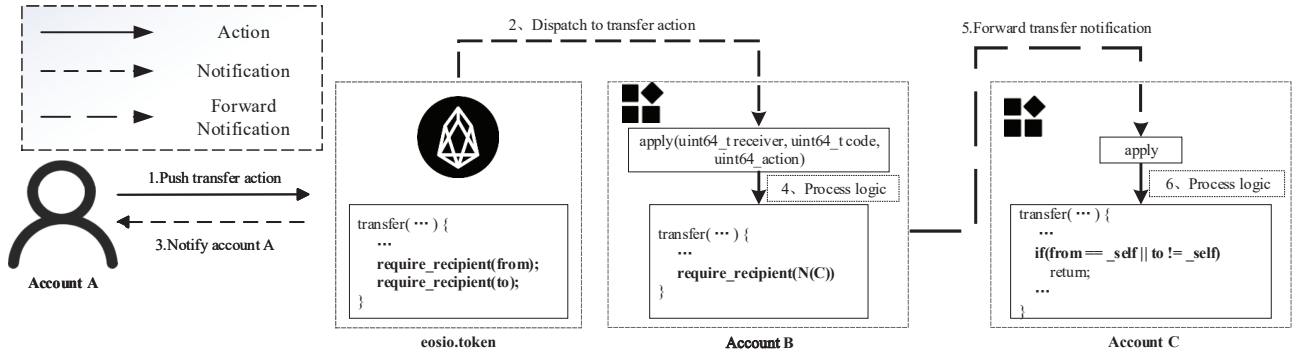 Action
Notification
Forward
Notification
1.Push transfer action
3.Notify account A
Account A
2、Dispatch to transfer action
transfer( ··· ) {
···
require_recipient(from);
require_recipient(to);
}
eosio.token
apply(uint64_t receiver, uint64_t code,
uint64_action)
4、Process logic
transfer( ··· ) {
···
require_recipient(N(C))
}
Account B
5.Forward transfer notification
apply
6、Process logic
transfer( ··· ) {
···
if(from == _self || to != _self)
return;
···
}
Account C